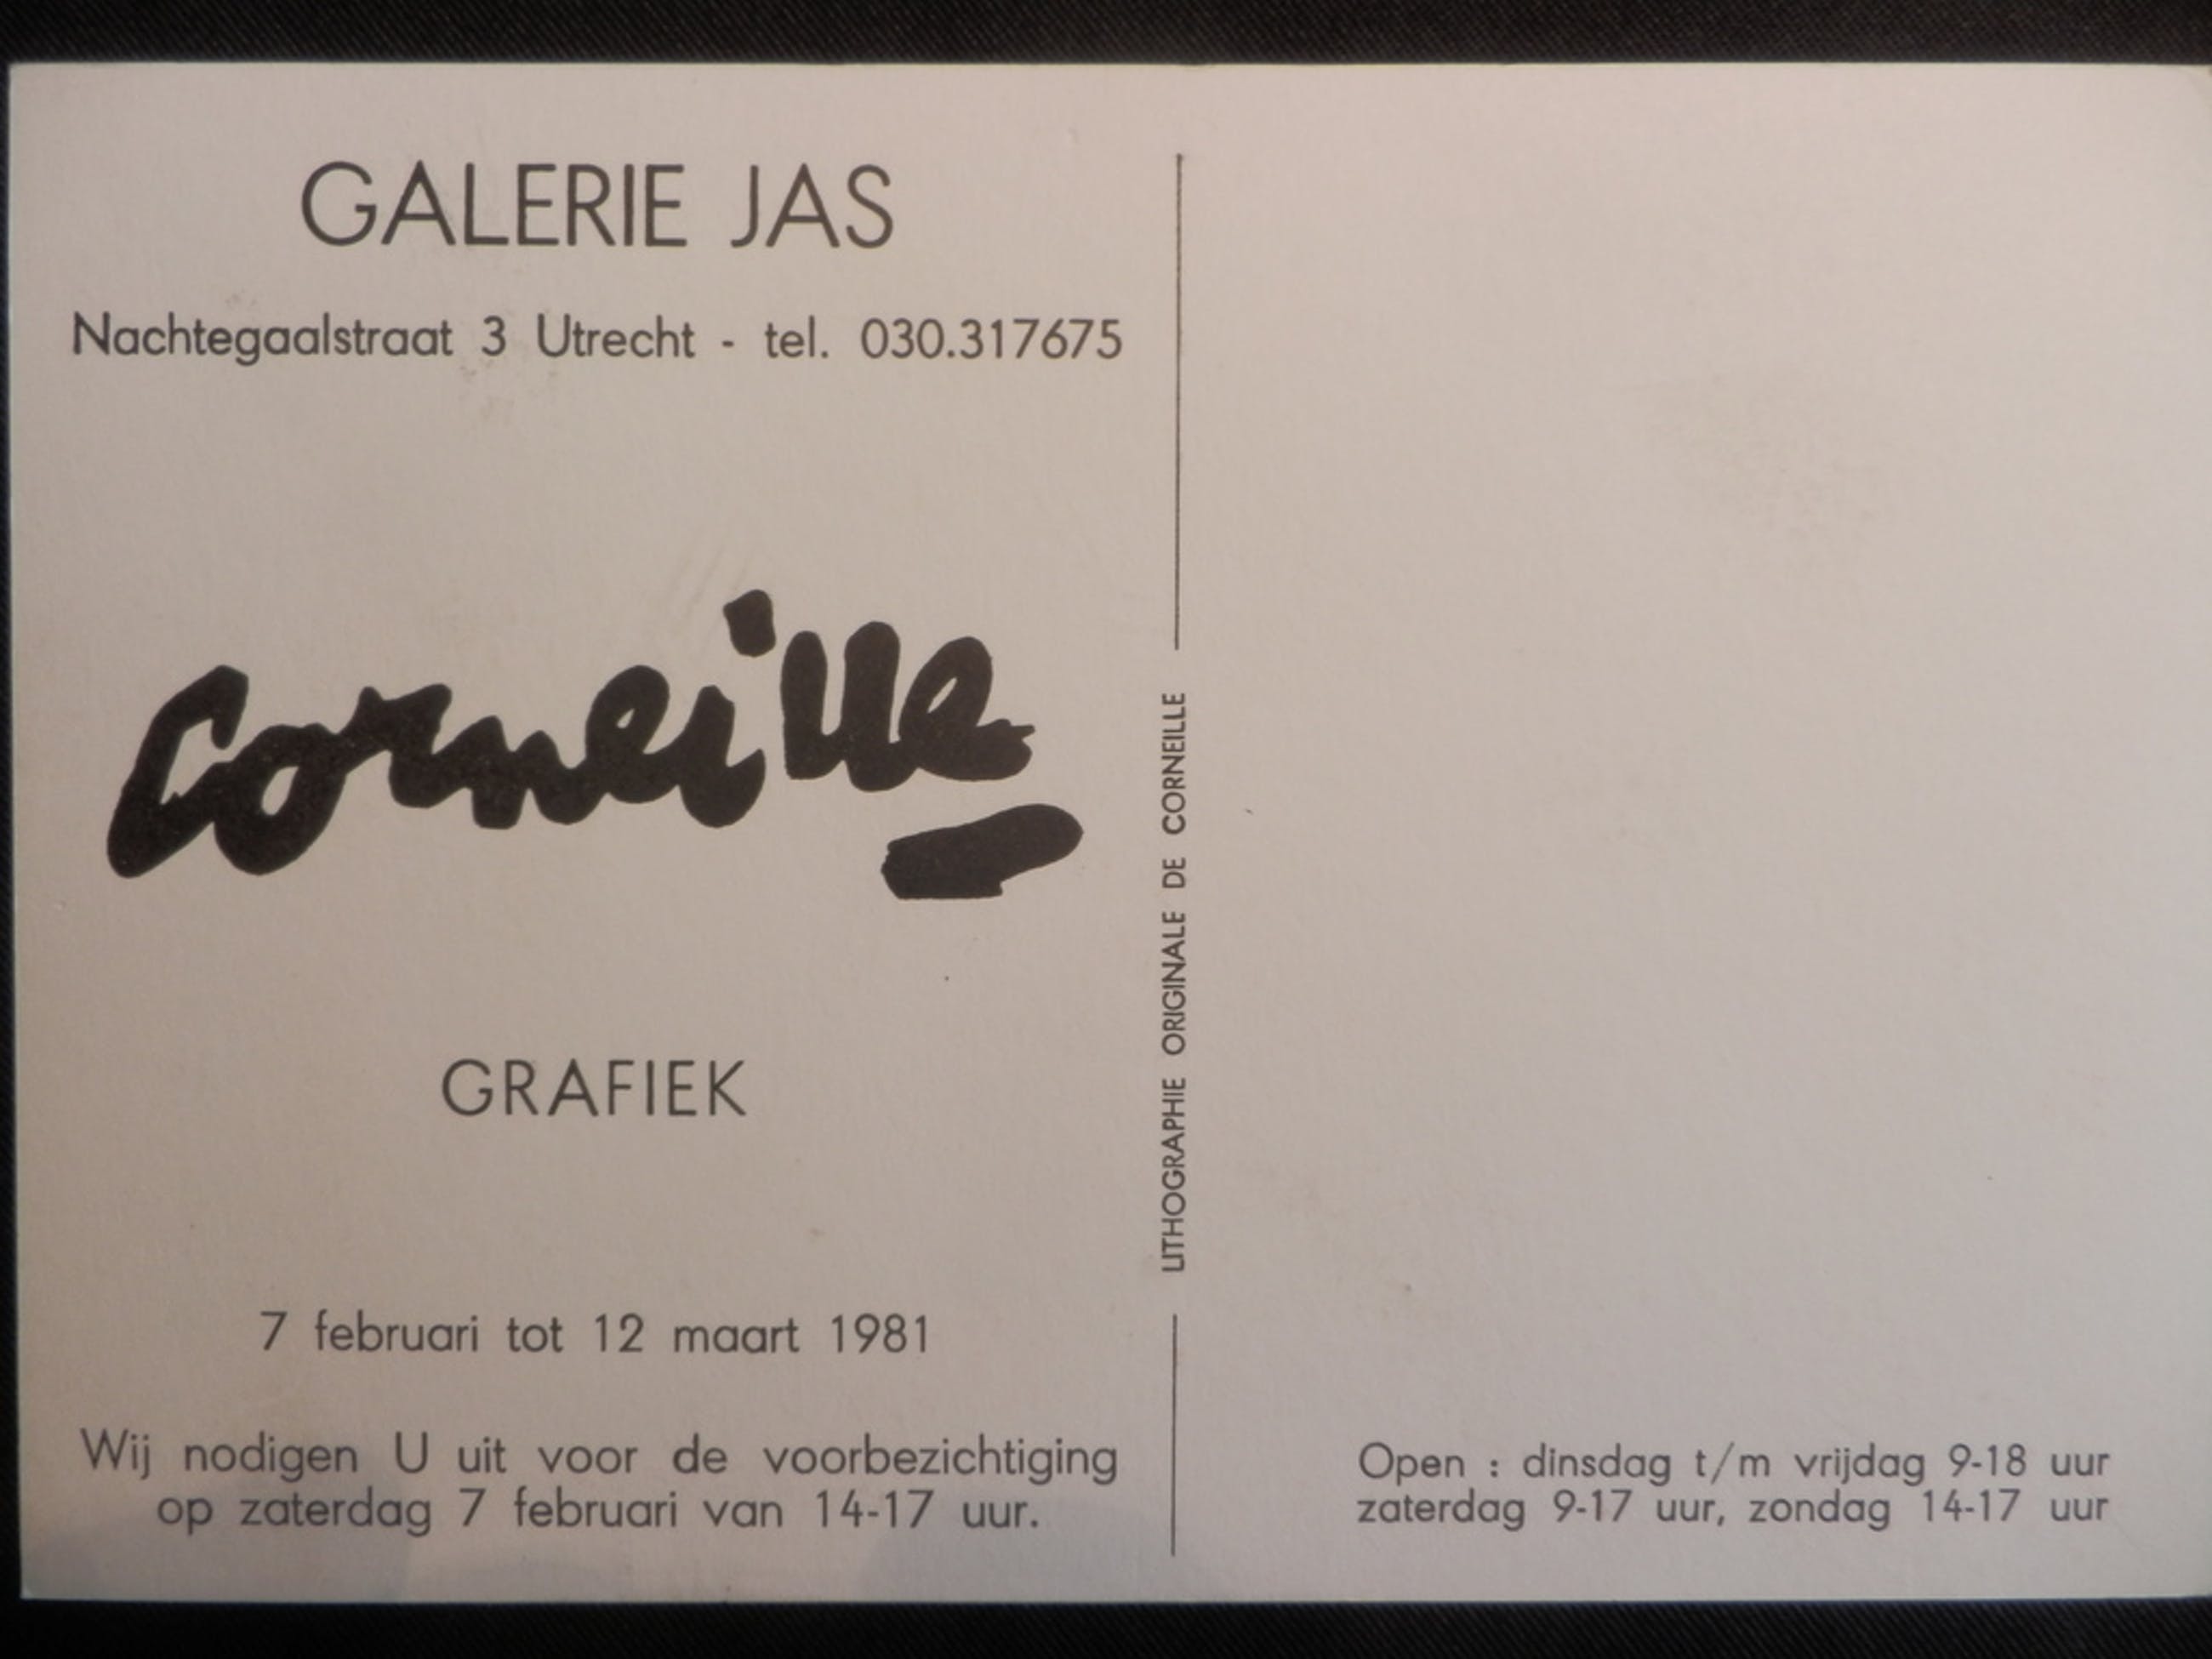 GALERIE JAS
Nachtegaalstraat 3 Utrecht - tel. 030.317675
corneille
GRAFIEK
7 februari tot 12 maart 1981
Wij nodigen U uit voor de voorbezichtiging
op zaterdag 7 februari van 14-17 uur.
LITHOGRAPHIE ORIGINALE DE CORNEILLE
Open : dinsdag t/m vrijdag 9-18 uur
zaterdag 9-17 uur, zondag 14-17 uur